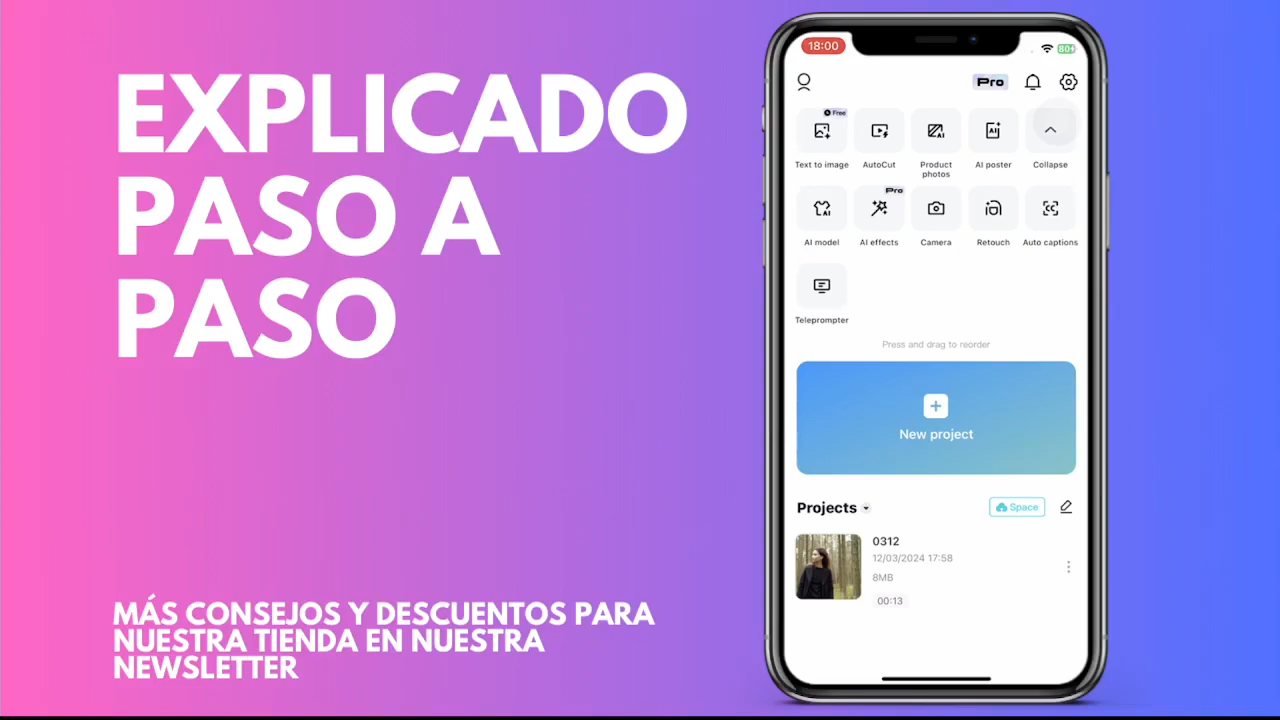 EXPLICADO
PASO A
PASO
MÁS CONSEJOS Y DESCUENTOS PARA
NUESTRA TIENDA EN NUESTRA
NEWSLETTER
18:00
80
Pro
Free
Text to image
AutoCut
Product
photos
AI poster
Collapse
Pro
AI model
AI effects
Camera
Retouch
Auto captions
Teleprompter
Press and drag to reorder
New project
Projects
Space
0312
12/03/2024 17:58
8MB
00:13